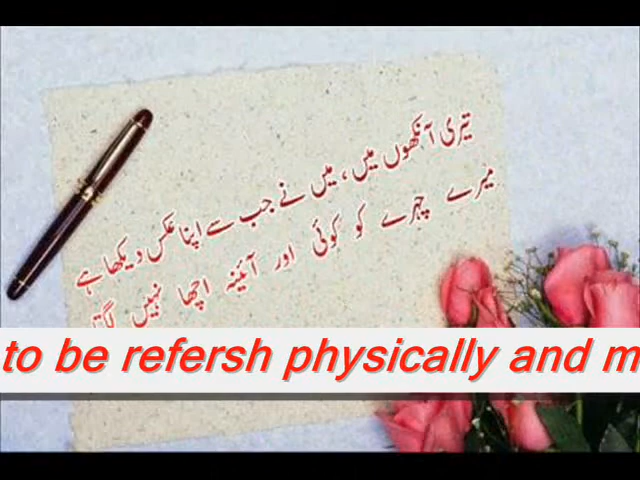 تیری آنکھوں میں ، میں نے جب سے اپنا عکس دیکھا ہے
میرے چہرے کو کوئی اور آئینہ اچھا نہیں لگتا
to be refersh physically and m